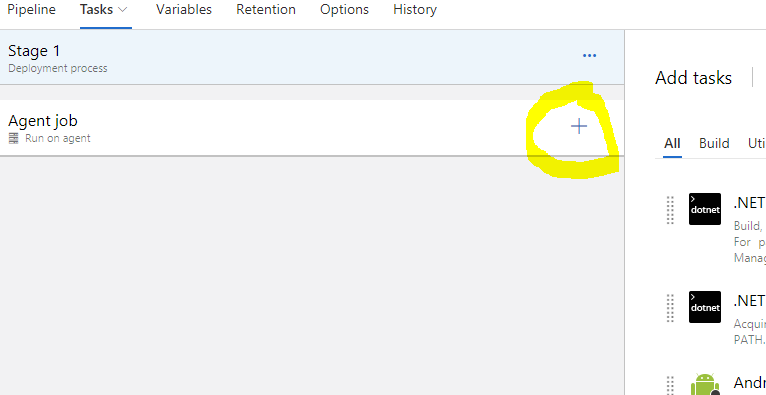 Pipeline Tasks Variables Retention Options History
Stage 1
Deployment process
Agent job
Run on agent
Add tasks
All Build Uti
dotnet
.NET
Build,
For p
Manag
dotnet
.NET
Acquir
PATH.
Andr